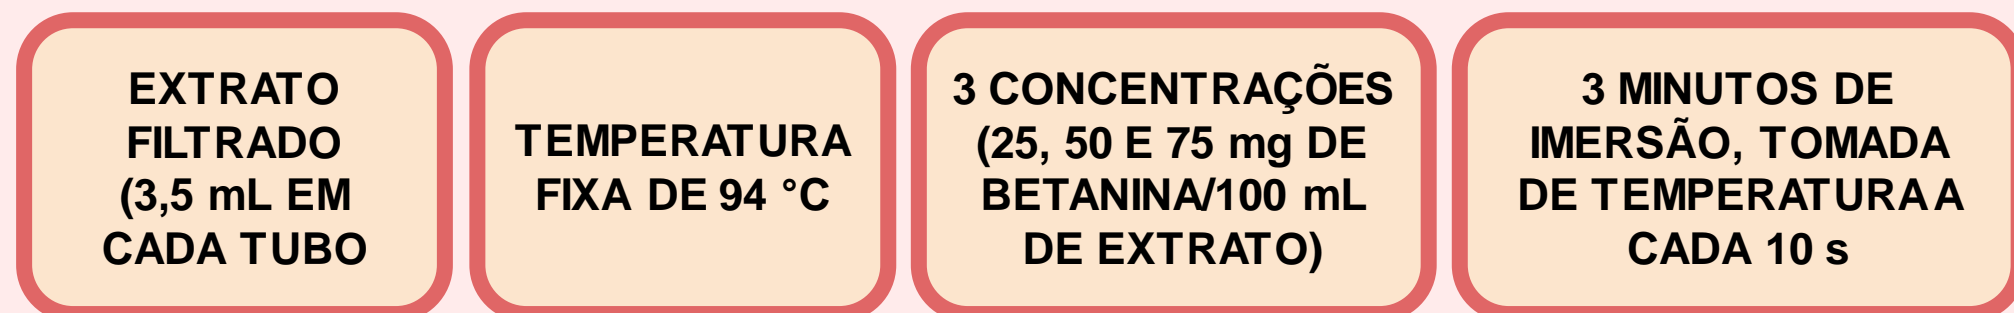 EXTRATO
FILTRADO
(3,5 mL EM
CADA TUBO
TEMPERATURA
FIXA DE 94 °C
3 CONCENTRAÇÕES
(25, 50 E 75 mg DE
BETANINA/100 mL
DE EXTRATO)
3 MINUTOS DE
IMERSÃO, TOMADA
DE TEMPERATURA A
CADA 10 s